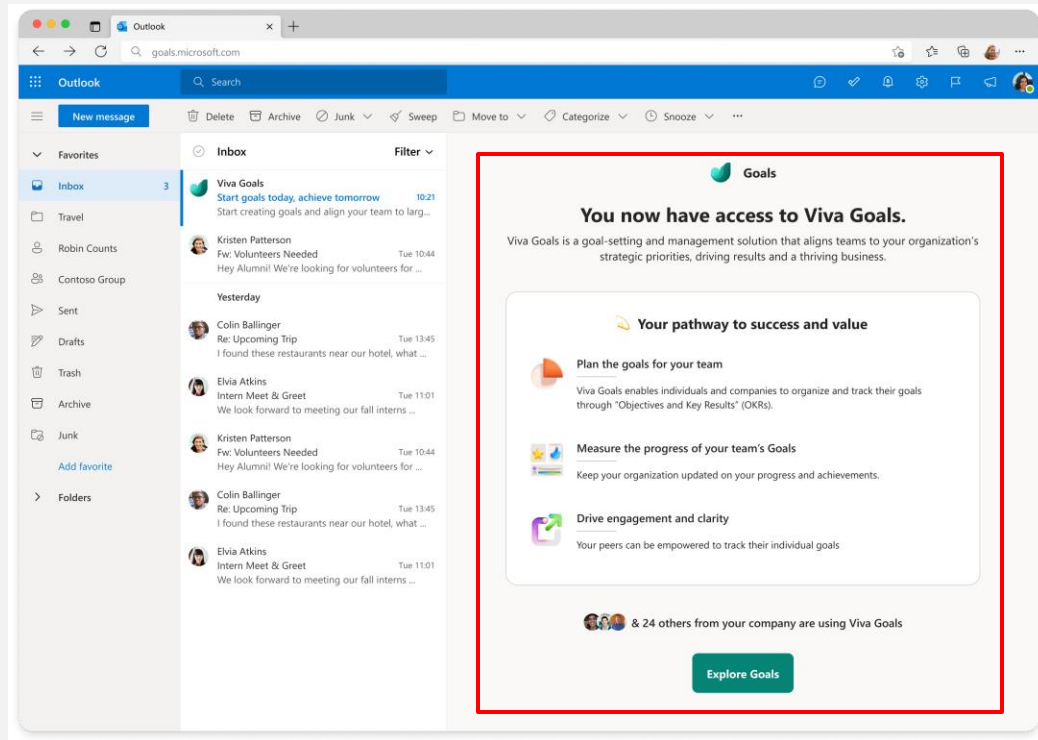 Outlook
goals.microsoft.com
Outlook
Search
New message
Delete
Archive
Junk
Sweep
Move to
Categorize
Snooze
Favorites
Inbox 3
Travel
Robin Counts
Contoso Group
Sent
Drafts
Trash
Archive
Junk
Add favorite
Folders
Inbox Filter
Viva Goals
Start goals today, achieve tomorrow 10:21
Start creating goals and align your team to larg...
Kristen Patterson
Fw: Volunteers Needed Tue 10:44
Hey Alumni! We're looking for volunteers for ...
Yesterday
Colin Ballinger
Re: Upcoming Trip Tue 13:45
I found these restaurants near our hotel, what ...
Elvia Atkins
Intern Meet & Greet Tue 11:01
We look forward to meeting our fall interns ...
Kristen Patterson
Fw: Volunteers Needed Tue 10:44
Hey Alumni! We're looking for volunteers for ...
Colin Ballinger
Re: Upcoming Trip Tue 13:45
I found these restaurants near our hotel, what ...
Elvia Atkins
Intern Meet & Greet Tue 11:01
We look forward to meeting our fall interns ...
Goals
You now have access to Viva Goals.
Viva Goals is a goal-setting and management solution that aligns teams to your organization's
strategic priorities, driving results and a thriving business.
Your pathway to success and value
Plan the goals for your team
Viva Goals enables individuals and companies to organize and track their goals
through "Objectives and Key Results" (OKRs).
Measure the progress of your team's Goals
Keep your organization updated on your progress and achievements.
Drive engagement and clarity
Your peers can be empowered to track their individual goals
& 24 others from your company are using Viva Goals
Explore Goals